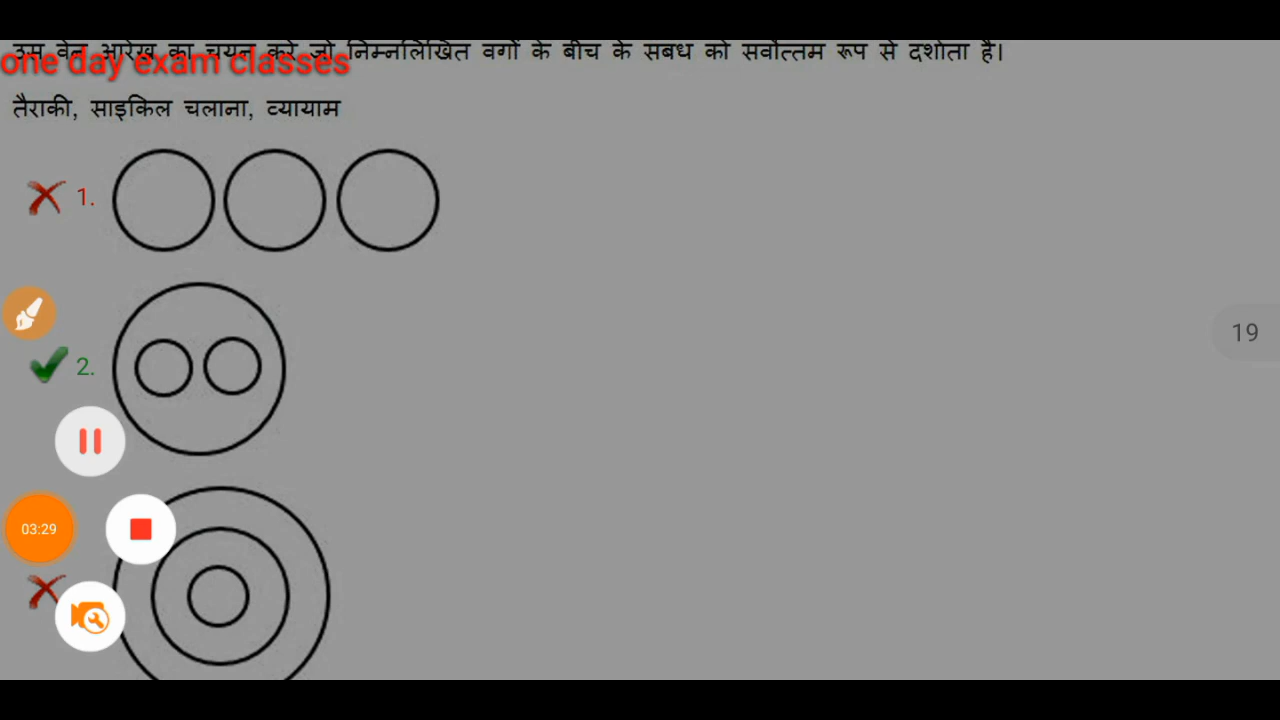 उस वेन आरेख का चयन करें जो निम्नलिखित वर्गों के बीच के संबंध को सर्वोत्तम रूप से दर्शाता है।
one day exam classes
तैराकी, साइकिल चलाना, व्यायाम
1.
19
2.
03:29